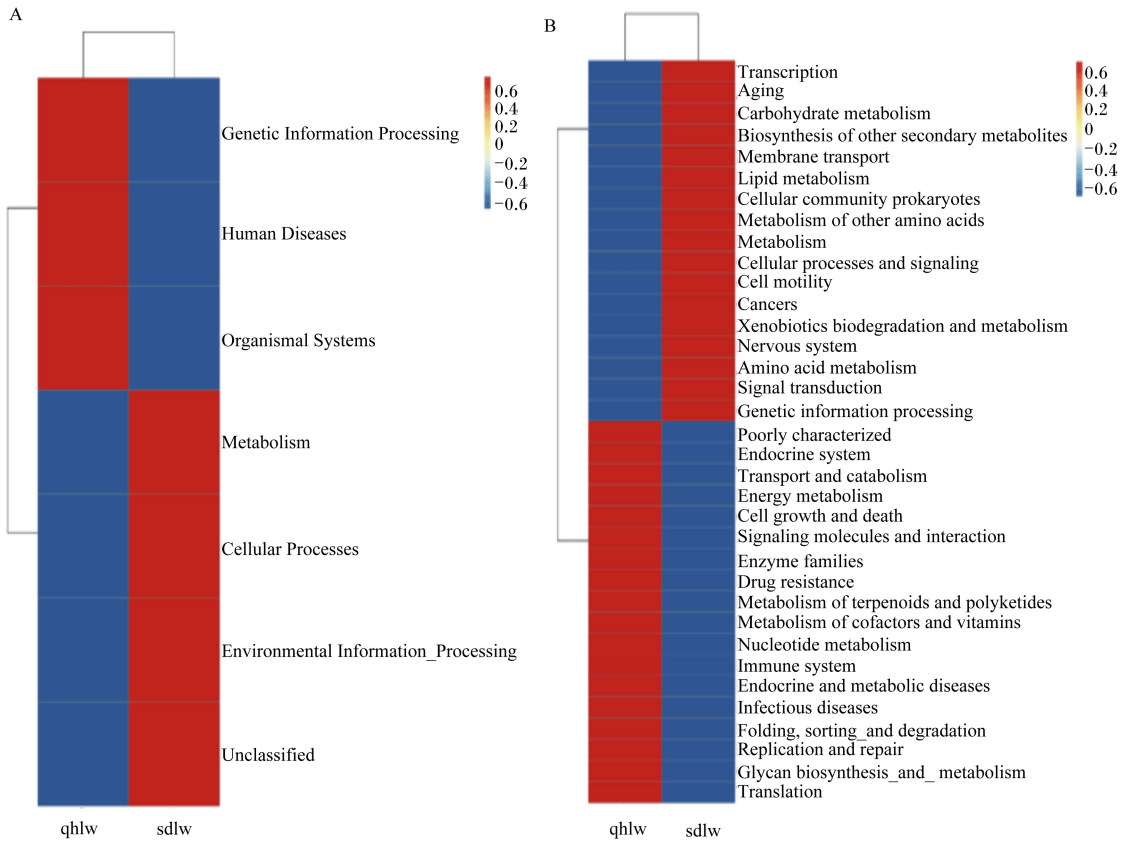 A
Genetic Information Processing
Human Diseases
Organismal Systems
Metabolism
Cellular Processes
Environmental Information_Processing
Unclassified
0.6
0.4
0.2
0
−0.2
−0.4
−0.6
qhlw
sdlw
B
Transcription
Aging
Carbohydrate metabolism
Biosynthesis of other secondary metabolites
Membrane transport
Lipid metabolism
Cellular community prokaryotes
Metabolism of other amino acids
Metabolism
Cellular processes and signaling
Cell motility
Cancers
Xenobiotics biodegradation and metabolism
Nervous system
Amino acid metabolism
Signal transduction
Genetic information processing
Poorly characterized
Endocrine system
Transport and catabolism
Energy metabolism
Cell growth and death
Signaling molecules and interaction
Enzyme families
Drug resistance
Metabolism of terpenoids and polyketides
Metabolism of cofactors and vitamins
Nucleotide metabolism
Immune system
Endocrine and metabolic diseases
Infectious diseases
Folding, sorting_and degradation
Replication and repair
Glycan biosynthesis_and_ metabolism
Translation
0.6
0.4
0.2
0
−0.2
−0.4
−0.6
qhlw
sdlw